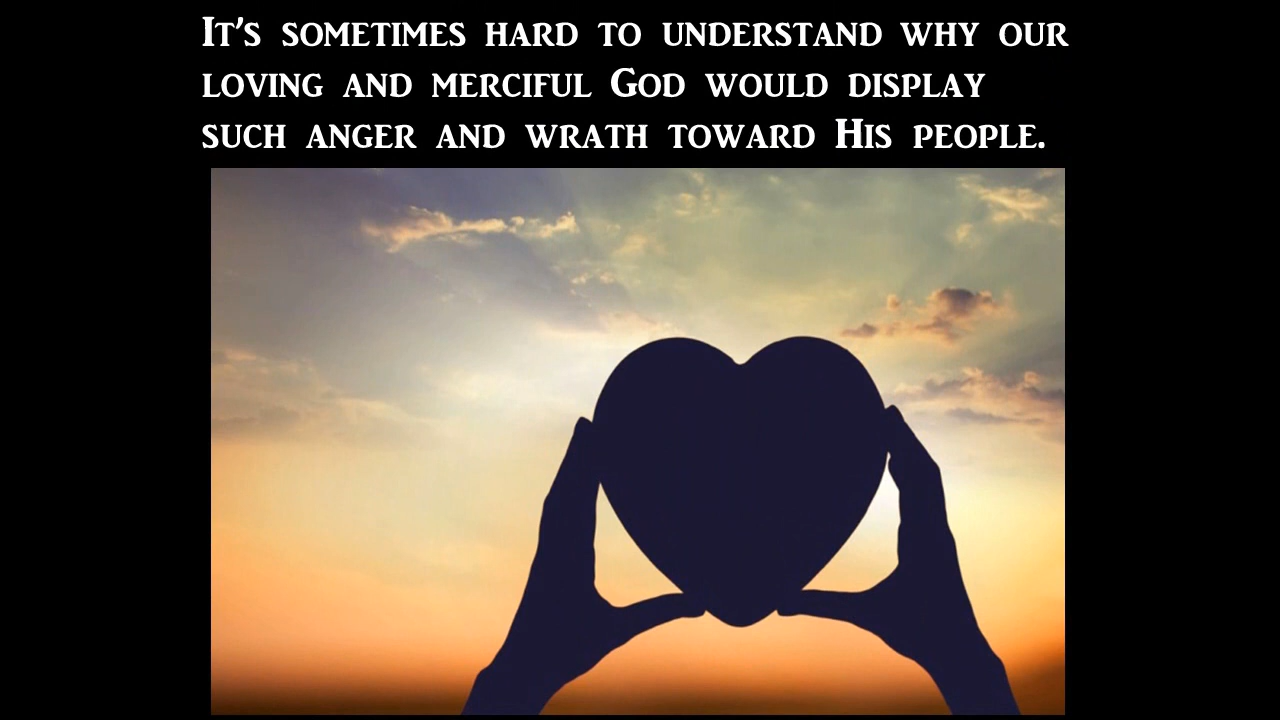 It's sometimes hard to understand why our
loving and merciful God would display
such anger and wrath toward His people.